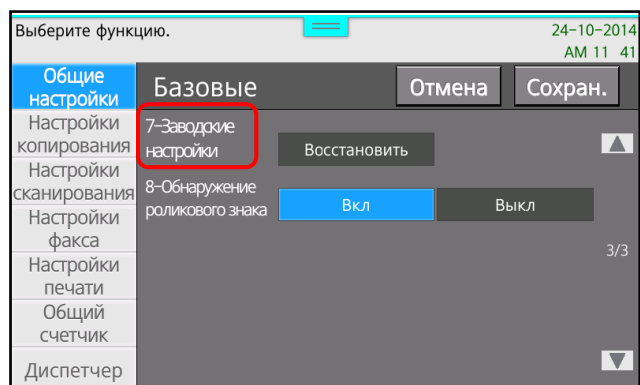 Выберите функцию.
24-10-2014
AM 11 41
Общие
настройки
Базовые
Отмена
Сохран.
Настройки
копирования
7-Заводские
настройки
Восстановить
Настройки
сканирования
8-Обнаружение
роликового знака
Вкл
Выкл
Настройки
факса
3/3
Настройки
печати
Общий
счетчик
Диспетчер